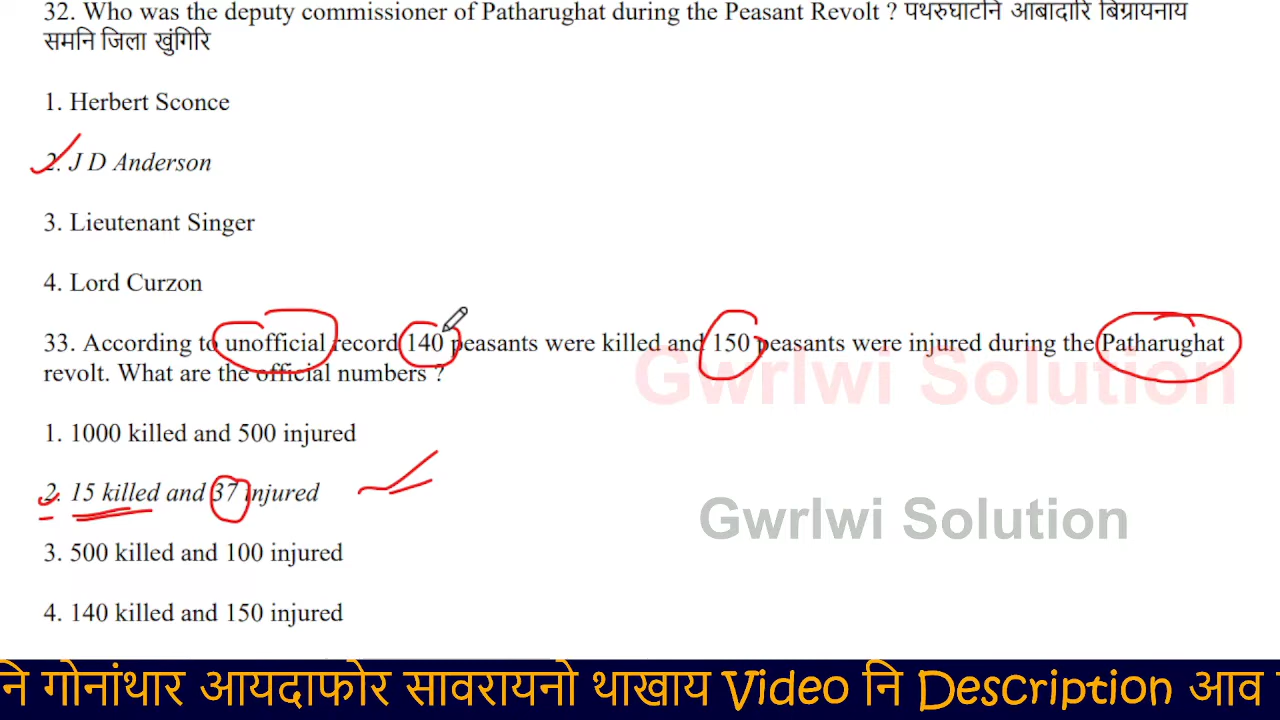 32. Who was the deputy commissioner of Patharughat during the Peasant Revolt ? पथरुघाटनि आबादारि बिग्रायनाय
समनि जिला खुंगिरि
1. Herbert Sconce
2. J D Anderson
3. Lieutenant Singer
4. Lord Curzon
33. According to unofficial record 140 peasants were killed and 150 peasants were injured during the Patharughat
revolt. What are the official numbers ?
Gwrlwi Solution
1. 1000 killed and 500 injured
2. 15 killed and 37 injured
Gwrlwi Solution
3. 500 killed and 100 injured
4. 140 killed and 150 injured
नि गोनांथार आयदाफोर सावरायनो थाखाय Video नि Description आव